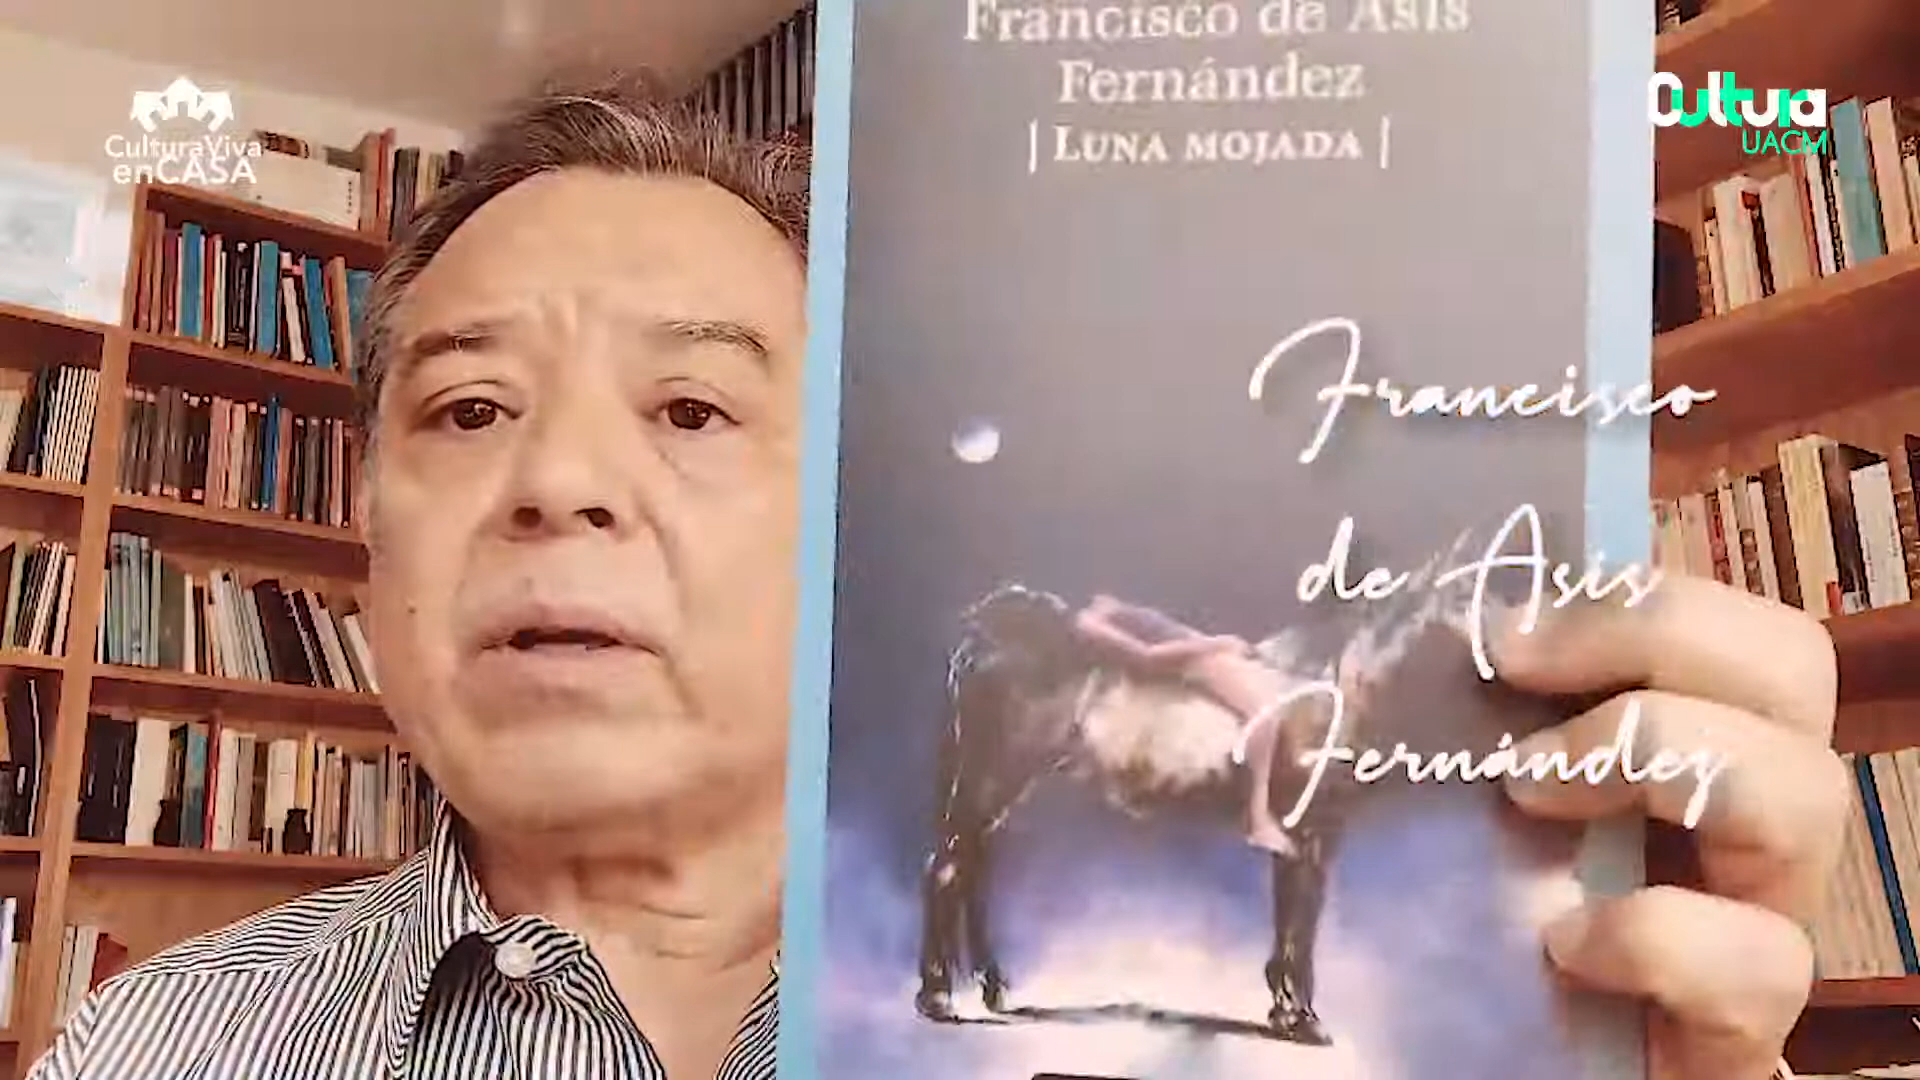 Francisco de Asís
Fernández
| LUNA MOJADA |
CulturaViva
enCASA
Cultura
UACM
Francisco
de Asís
Fernández